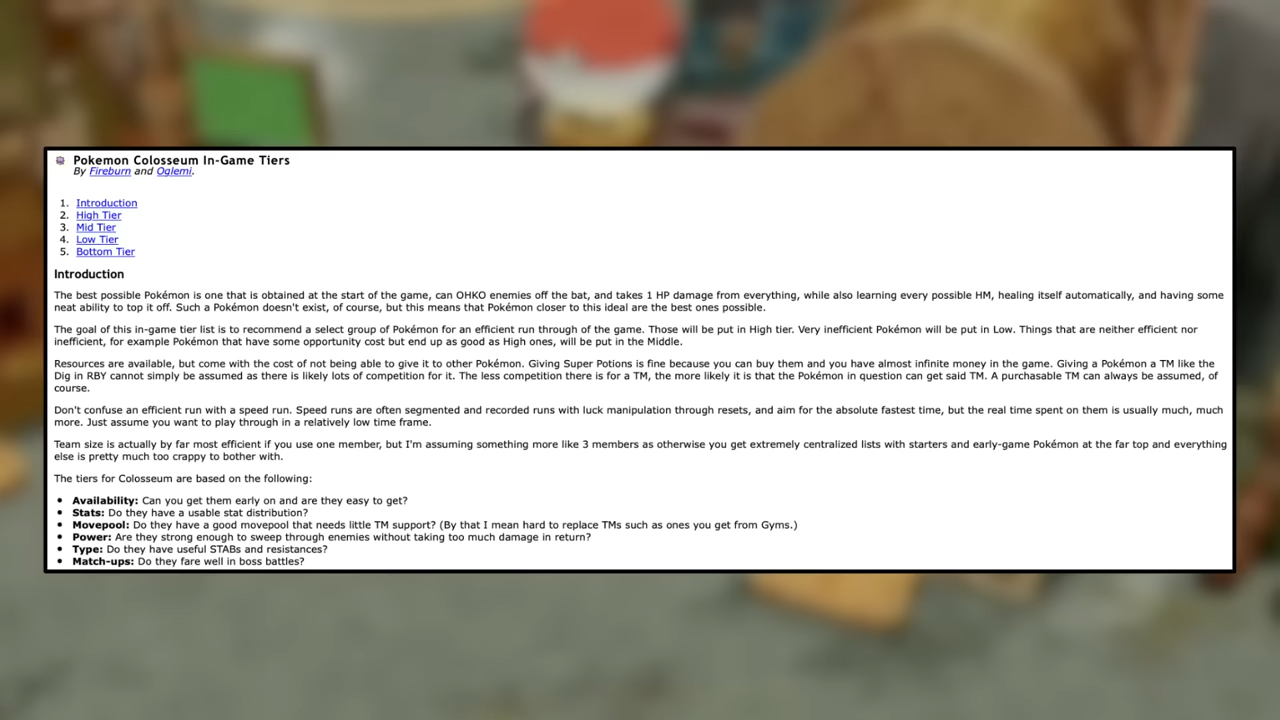 Pokemon Colosseum In-Game Tiers
By Fireburn and Oglemi.
1. Introduction
2. High Tier
3. Mid Tier
4. Low Tier
5. Bottom Tier
Introduction
The best possible Pokémon is one that is obtained at the start of the game, can OHKO enemies off the bat, and takes 1 HP damage from everything, while also learning every possible HM, healing itself automatically, and having some
neat ability to top it off. Such a Pokémon doesn't exist, of course, but this means that Pokémon closer to this ideal are the best ones possible.
The goal of this in-game tier list is to recommend a select group of Pokémon for an efficient run through of the game. Those will be put in High tier. Very inefficient Pokémon will be put in Low. Things that are neither efficient nor
inefficient, for example Pokémon that have some opportunity cost but end up as good as High ones, will be put in the Middle.
Resources are available, but come with the cost of not being able to give it to other Pokémon. Giving Super Potions is fine because you can buy them and you have almost infinite money in the game. Giving a Pokémon a TM like the
Dig in RBY cannot simply be assumed as there is likely lots of competition for it. The less competition there is for a TM, the more likely it is that the Pokémon in question can get said TM. A purchasable TM can always be assumed, of
course.
Don't confuse an efficient run with a speed run. Speed runs are often segmented and recorded runs with luck manipulation through resets, and aim for the absolute fastest time, but the real time spent on them is usually much, much
more. Just assume you want to play through in a relatively low time frame.
Team size is actually by far most efficient if you use one member, but I'm assuming something more like 3 members as otherwise you get extremely centralized lists with starters and early-game Pokémon at the far top and everything
else is pretty much too crappy to bother with.
The tiers for Colosseum are based on the following:
• Availability: Can you get them early on and are they easy to get?
• Stats: Do they have a usable stat distribution?
• Movepool: Do they have a good movepool that needs little TM support? (By that I mean hard to replace TMs such as ones you get from Gyms.)
• Power: Are they strong enough to sweep through enemies without taking too much damage in return?
• Type: Do they have useful STABs and resistances?
• Match-ups: Do they fare well in boss battles?